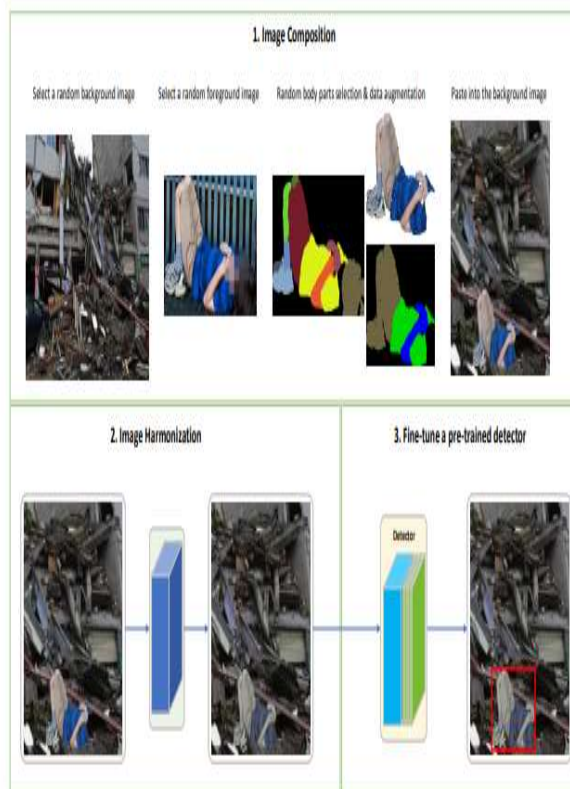 1. Image Composition
Select a random background image
Select a random foreground image
Random body parts selection & data augmentation
Paste into the background image
2. Image Harmonization
3. Fine-tune a pre-trained detector
Detector